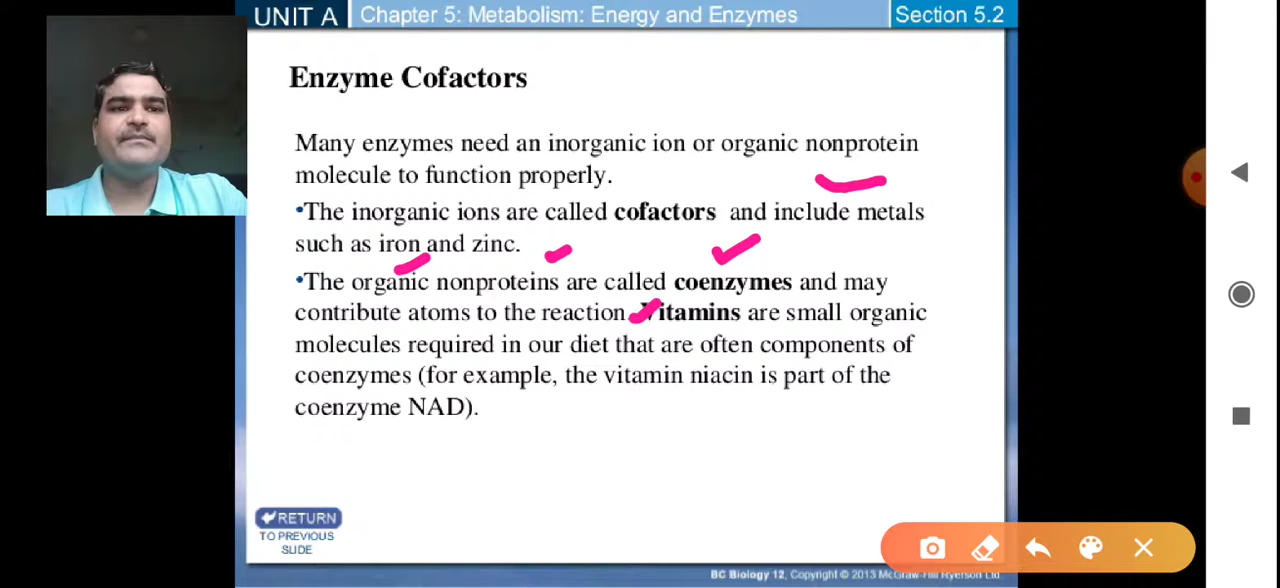 UNIT A Chapter 5: Metabolism: Energy and Enzymes Section 5.2
Enzyme Cofactors
Many enzymes need an inorganic ion or organic nonprotein
molecule to function properly.
•The inorganic ions are called cofactors and include metals
such as iron and zinc.
•The organic nonproteins are called coenzymes and may
contribute atoms to the reaction. Vitamins are small organic
molecules required in our diet that are often components of
coenzymes (for example, the vitamin niacin is part of the
coenzyme NAD).
RETURN
TO PREVIOUS
SLIDE
BC Biology 12, Copyright © 2013 McGraw-Hill Ryerson Ltd.